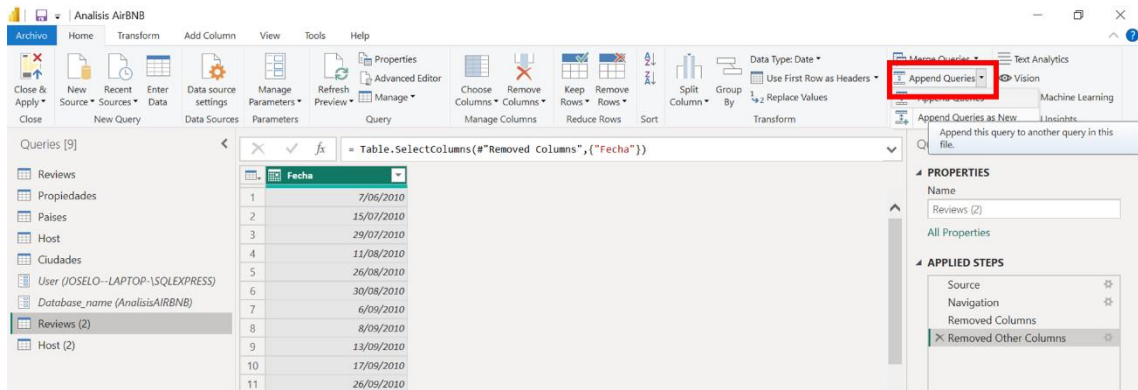 Analisis AirBNB
Archivo Home Transform Add Column View Tools Help
Close & Apply
New Source
Recent Sources
Enter Data
Data source settings
Manage Parameters
Refresh Preview
Properties
Advanced Editor
Manage
Choose Columns
Remove Columns
Keep Rows
Remove Rows
Split Column
Group By
Data Type: Date
Use First Row as Headers
Replace Values
Merge Queries
Append Queries
Append Queries
Append Queries as New
Text Analytics
Vision
Machine Learning
Close New Query Data Sources Parameters Query Manage Columns Reduce Rows Sort Transform Insights
Append this query to another query in this
file.
Queries [9]
= Table.SelectColumns(#"Removed Columns",{"Fecha"})
Reviews
Propiedades
Paises
Host
Ciudades
User (JOSELO--LAPTOP-\SQLEXPRESS)
Database_name (AnalisisAIRBNB)
Reviews (2)
Host (2)
Fecha
1 7/06/2010
2 15/07/2010
3 29/07/2010
4 11/08/2010
5 26/08/2010
6 30/08/2010
7 6/09/2010
8 8/09/2010
9 13/09/2010
10 17/09/2010
11 26/09/2010
PROPERTIES
Name
Reviews (2)
All Properties
APPLIED STEPS
Source
Navigation
Removed Columns
Removed Other Columns